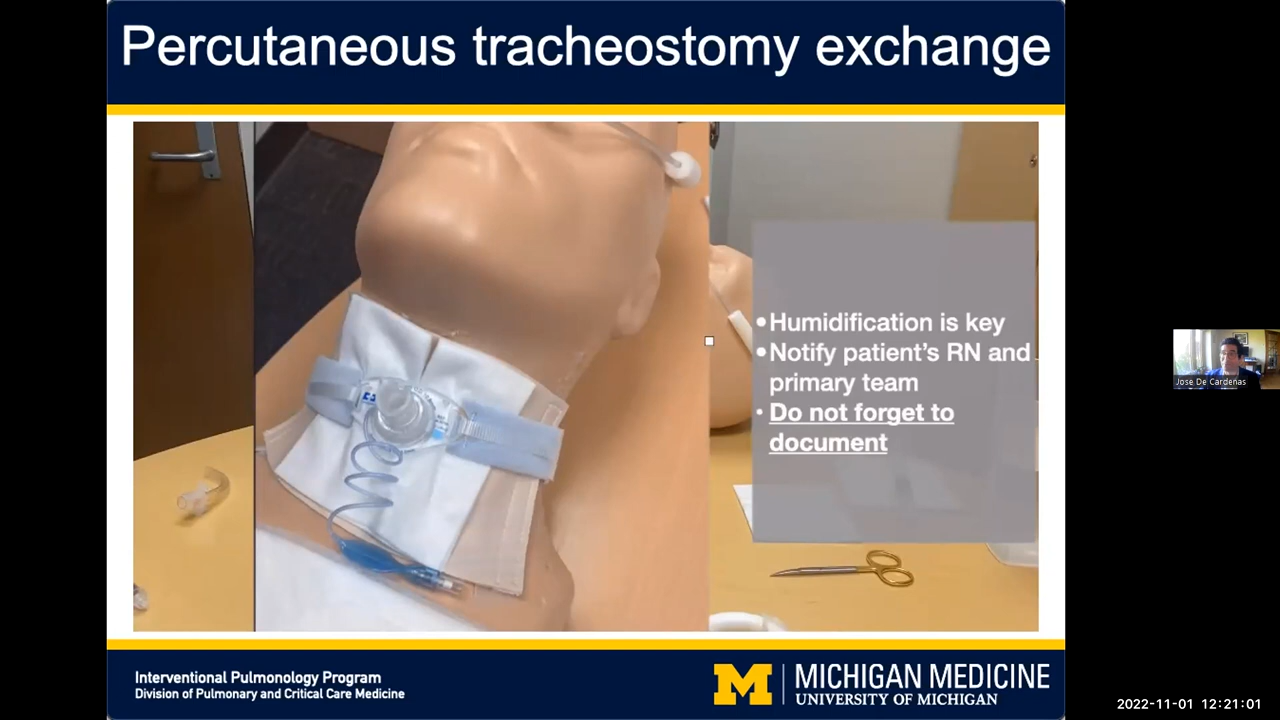 Percutaneous tracheostomy exchange
•Humidification is key
•Notify patient's RN and
primary team
• Do not forget to
document
Interventional Pulmonology Program
Division of Pulmonary and Critical Care Medicine
M MICHIGAN MEDICINE
UNIVERSITY OF MICHIGAN
Jose De Cardenas
2022-11-01 12:21:01